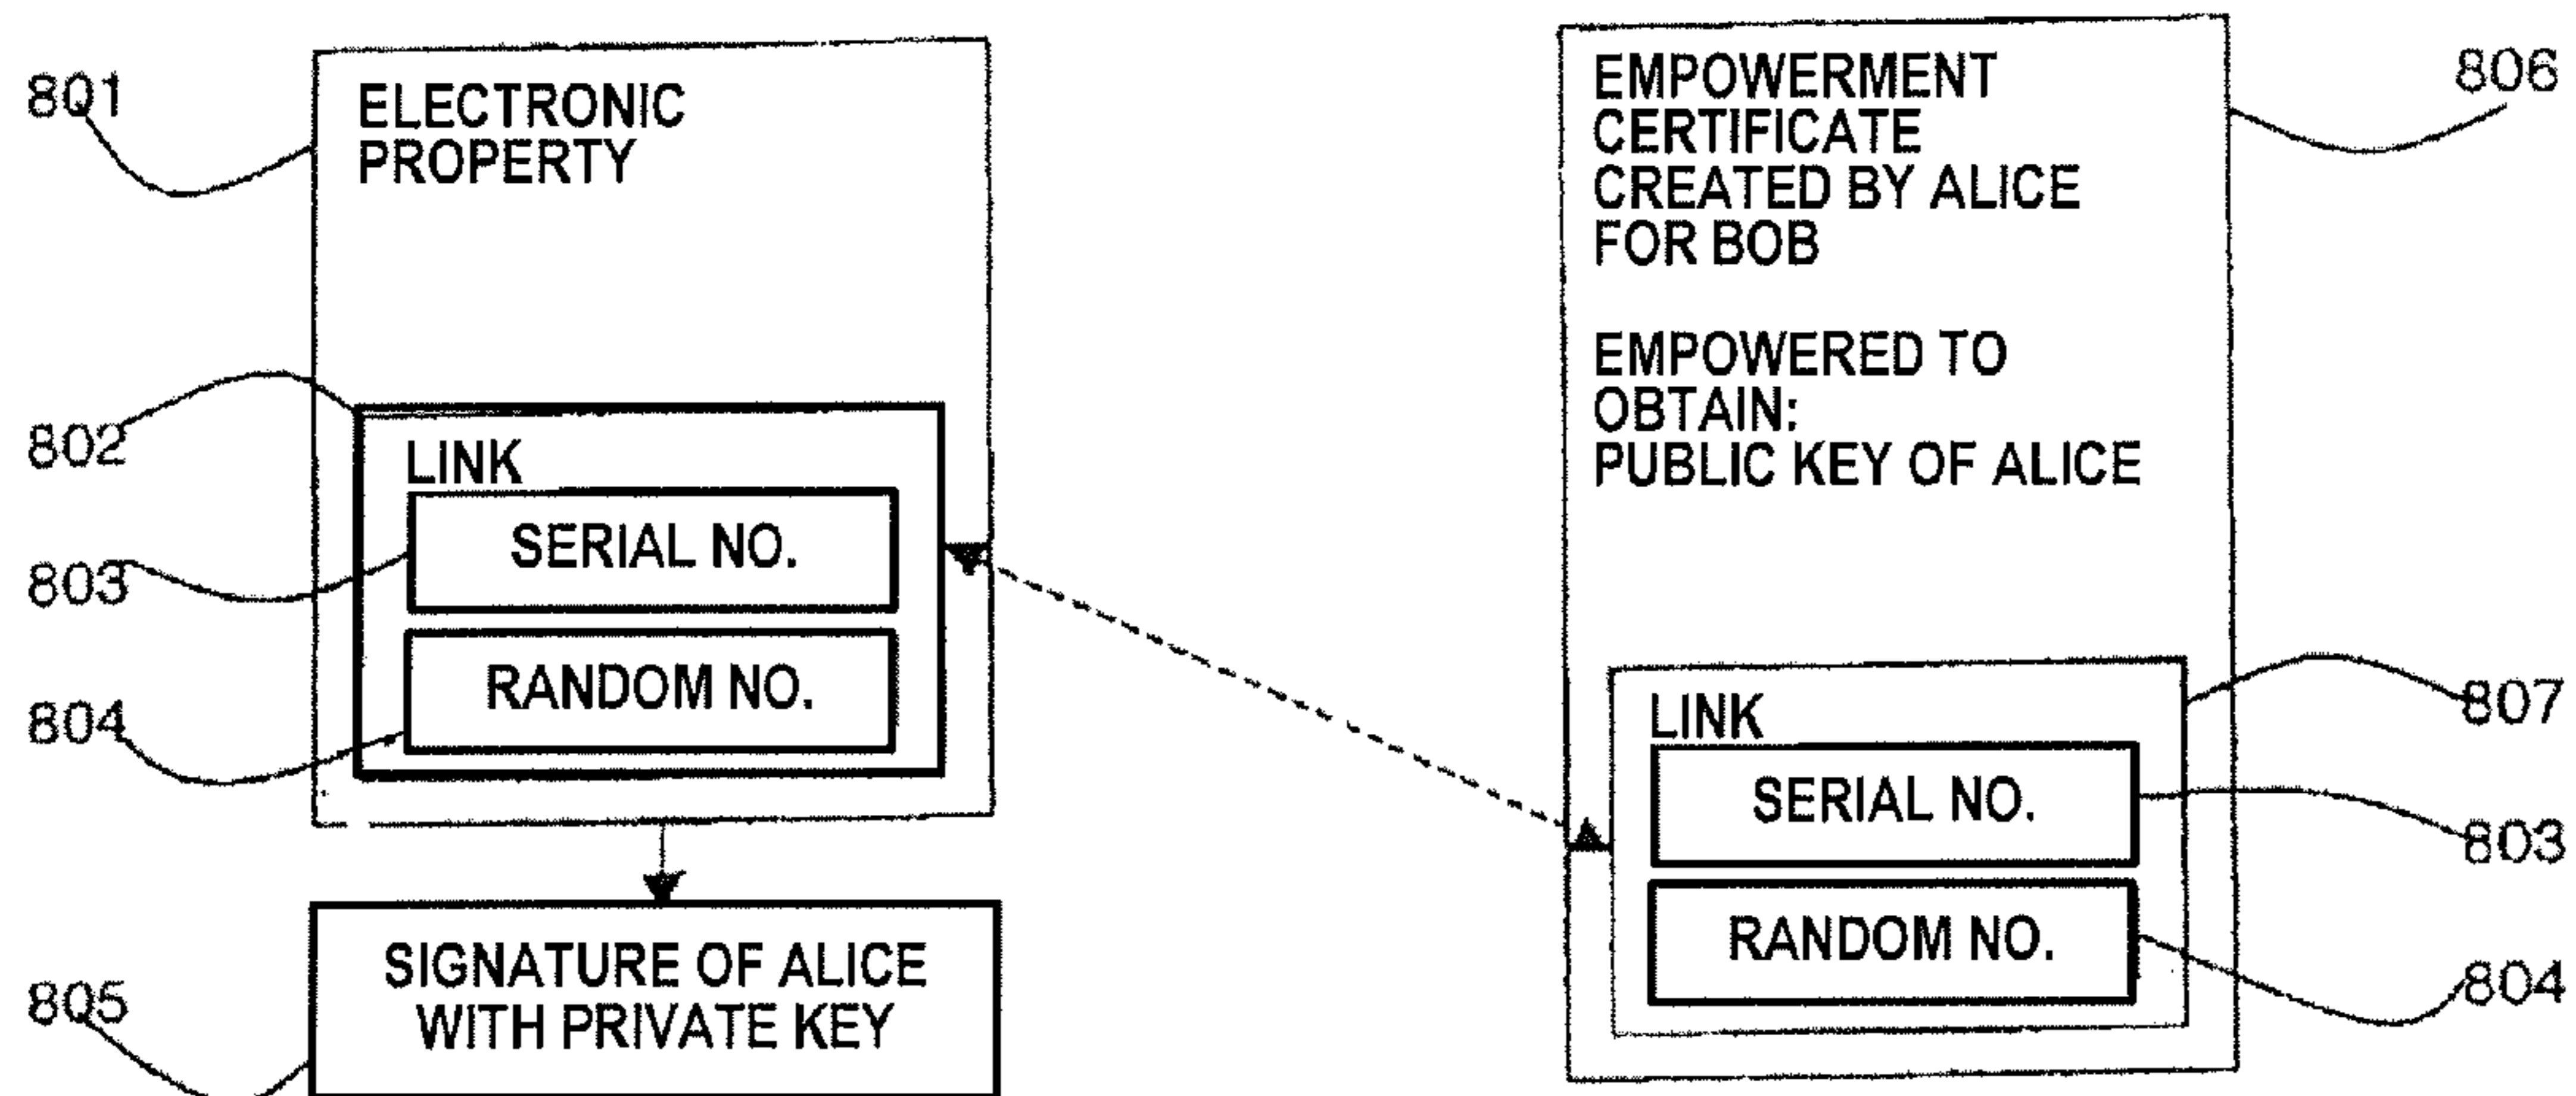 801
ELECTRONIC
PROPERTY
802
LINK
803
SERIAL NO.
804
RANDOM NO.
805
SIGNATURE OF ALICE
WITH PRIVATE KEY
806
EMPOWERMENT
CERTIFICATE
CREATED BY ALICE
FOR BOB
EMPOWERED TO
OBTAIN:
PUBLIC KEY OF ALICE
807
LINK
SERIAL NO.
803
RANDOM NO.
804